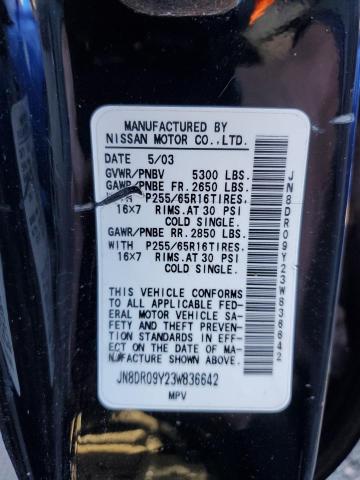 MANUFACTURED BY
NISSAN MOTOR CO.,LTD.
DATE 5/03
GVWR/PNBV 5300 LBS.
GAWR/PNBE FR. 2650 LBS.
P255/65R16TIRES,
16X7 RIMS.AT 30 PSI
COLD SINGLE.
GAWR/PNBE RR. 2850 LBS.
WITH P255/65R16TIRES,
16X7 RIMS.AT 30 PSI
COLD SINGLE.
THIS VEHICLE CONFORMS
TO ALL APPLICABLE FED-
ERAL MOTOR VEHICLE SA-
FETY AND THEFT PREVENTION
STANDARDS IN EFF-
ECT ON THE DATE OF MA-
NUFACTURE SHOWN ABOVE.
JN8DR09Y23W836642
MPV
JN8DR09Y23W836642